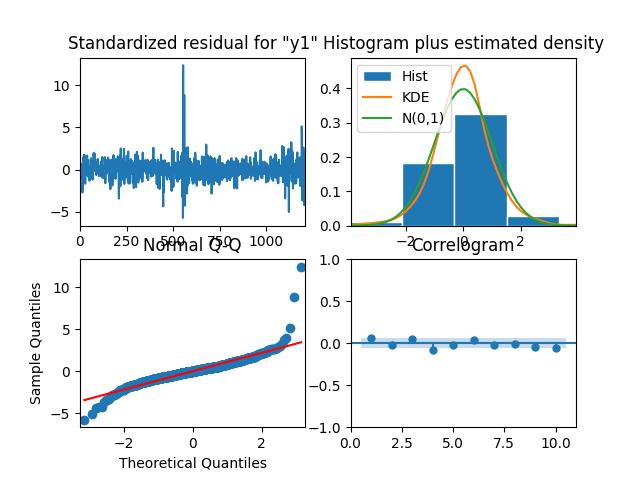 Standardized residual for "y1"
Histogram plus estimated density
10
5
0
−5
0 250 500 750 1000
0.4
0.3
0.2
0.1
0.0
Hist
KDE
N(0,1)
−2 0 2
Normal Q-Q
Correlogram
Sample Quantiles
10
5
0
−5
−2 0 2
Theoretical Quantiles
1.0
0.5
0.0
−0.5
−1.0
0.0 2.5 5.0 7.5 10.0